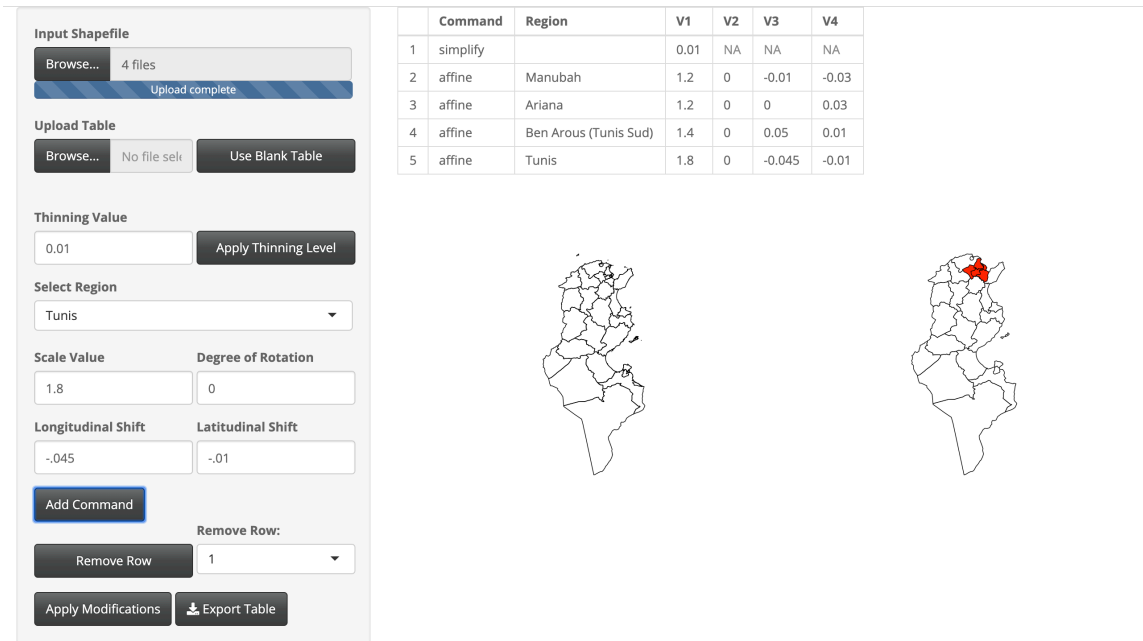 Input Shapefile
Browse... 4 files
Upload complete
Upload Table
Browse... No file sele Use Blank Table
Thinning Value
0.01 Apply Thinning Level
Select Region
Tunis
Scale Value Degree of Rotation
1.8 0
Longitudinal Shift Latitudinal Shift
-.045 -.01
Add Command
Remove Row:
Remove Row 1
Apply Modifications Export Table
Command Region V1 V2 V3 V4
1 simplify 0.01 NA NA NA
2 affine Manubah 1.2 0 -0.01 -0.03
3 affine Ariana 1.2 0 0 0.03
4 affine Ben Arous (Tunis Sud) 1.4 0 0.05 0.01
5 affine Tunis 1.8 0 -0.045 -0.01